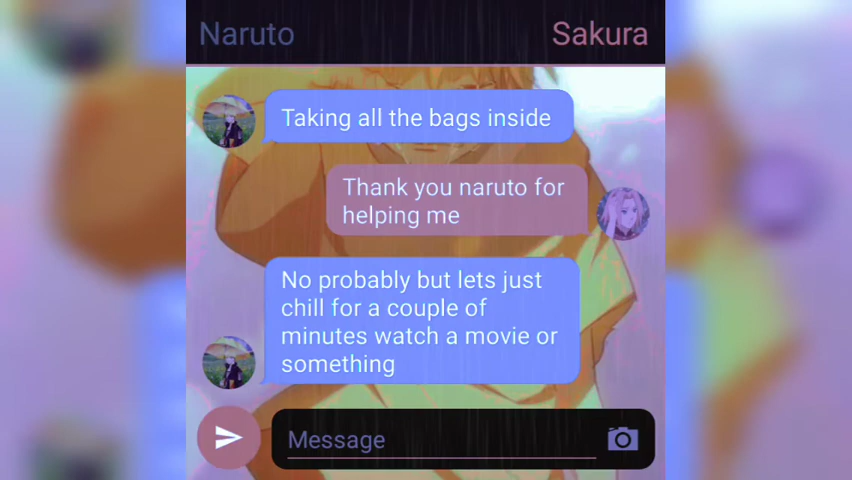 Naruto
Sakura
Taking all the bags inside
Thank you naruto for
helping me
No probably but lets just
chill for a couple of
minutes watch a movie or
something
Message